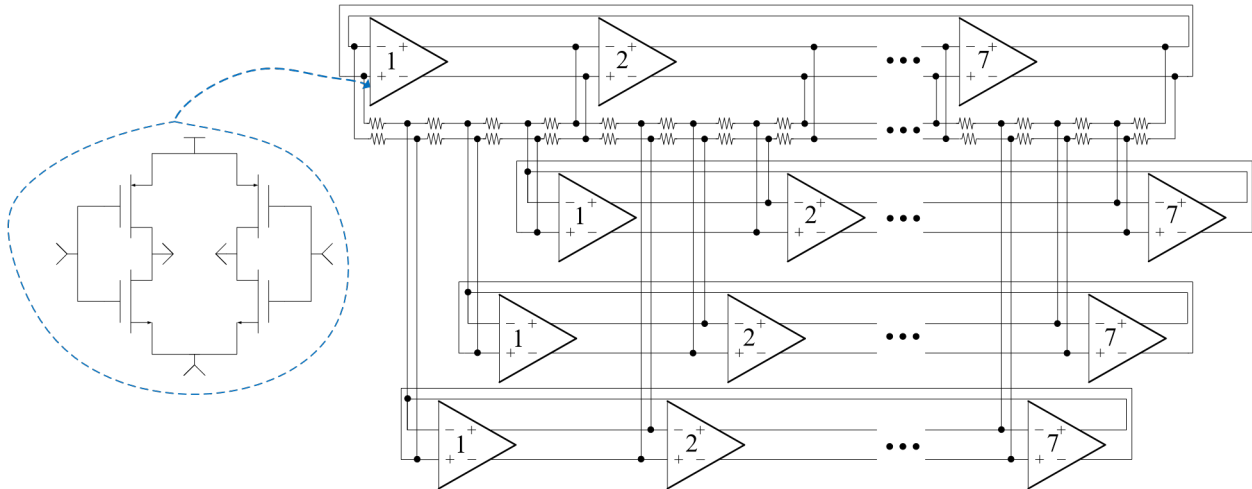 − + 1 + − − + 2 + − ••• − + 7 + −
•••
− + 1 + − − + 2 + − ••• − + 7 + −
− + 1 + − − + 2 + − ••• − + 7 + −
− + 1 + − − + 2 + − ••• − + 7 + −